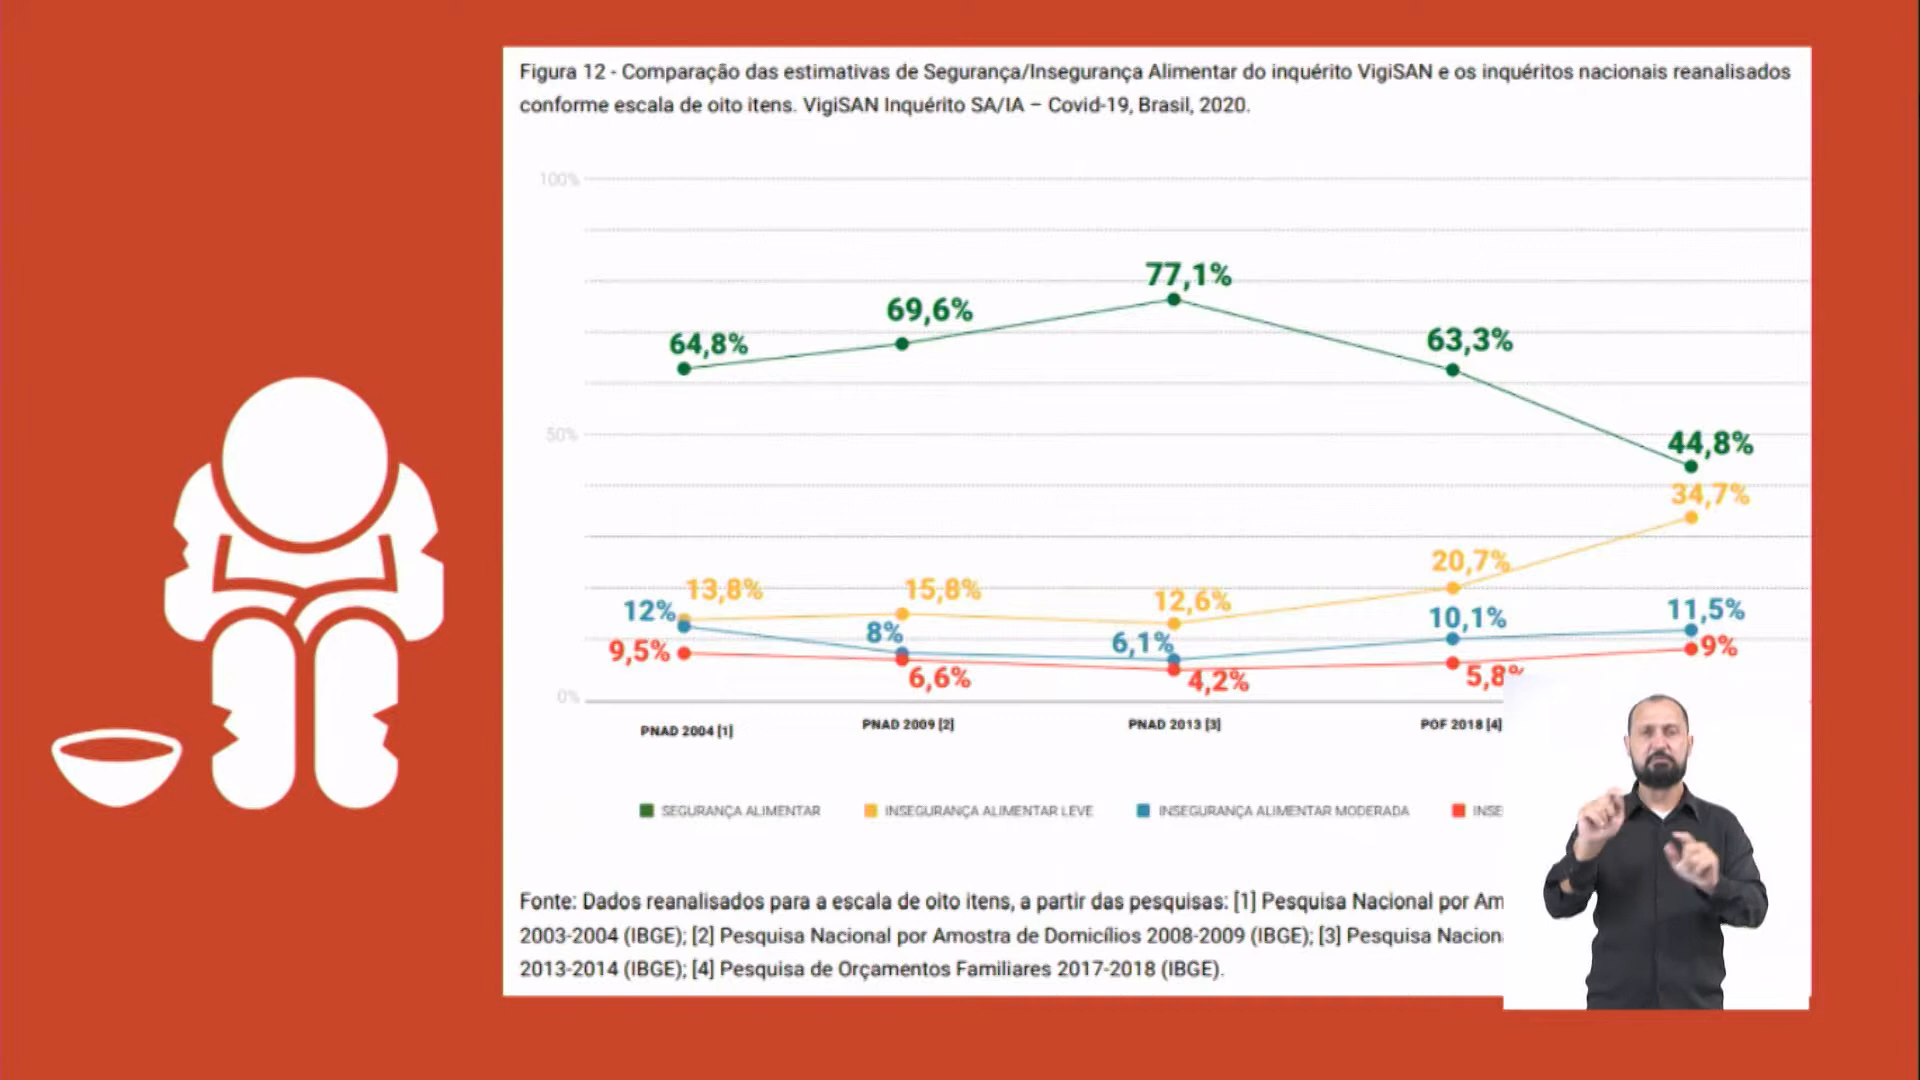 Figura 12 - Comparação das estimativas de Segurança/Insegurança Alimentar do inquérito VigiSAN e os inquéritos nacionais reanalisados
conforme escala de oito itens. VigiSAN Inquérito SA/IA – Covid-19, Brasil, 2020.
100%
77,1%
69,6%
64,8%
63,3%
50%
44,8%
34,7%
20,7%
13,8%
15,8%
12,6%
12%
8%
6,1%
10,1%
11,5%
9,5%
6,6%
4,2%
5,8%
9%
0%
PNAD 2004 [1]
PNAD 2009 [2]
PNAD 2013 [3]
POF 2018 [4]
SEGURANÇA ALIMENTAR
INSEGURANÇA ALIMENTAR LEVE
INSEGURANÇA ALIMENTAR MODERADA
INSE
Fonte: Dados reanalisados para a escala de oito itens, a partir das pesquisas: [1] Pesquisa Nacional por Am
2003-2004 (IBGE); [2] Pesquisa Nacional por Amostra de Domicílios 2008-2009 (IBGE); [3] Pesquisa Nacion
2013-2014 (IBGE); [4] Pesquisa de Orçamentos Familiares 2017-2018 (IBGE).